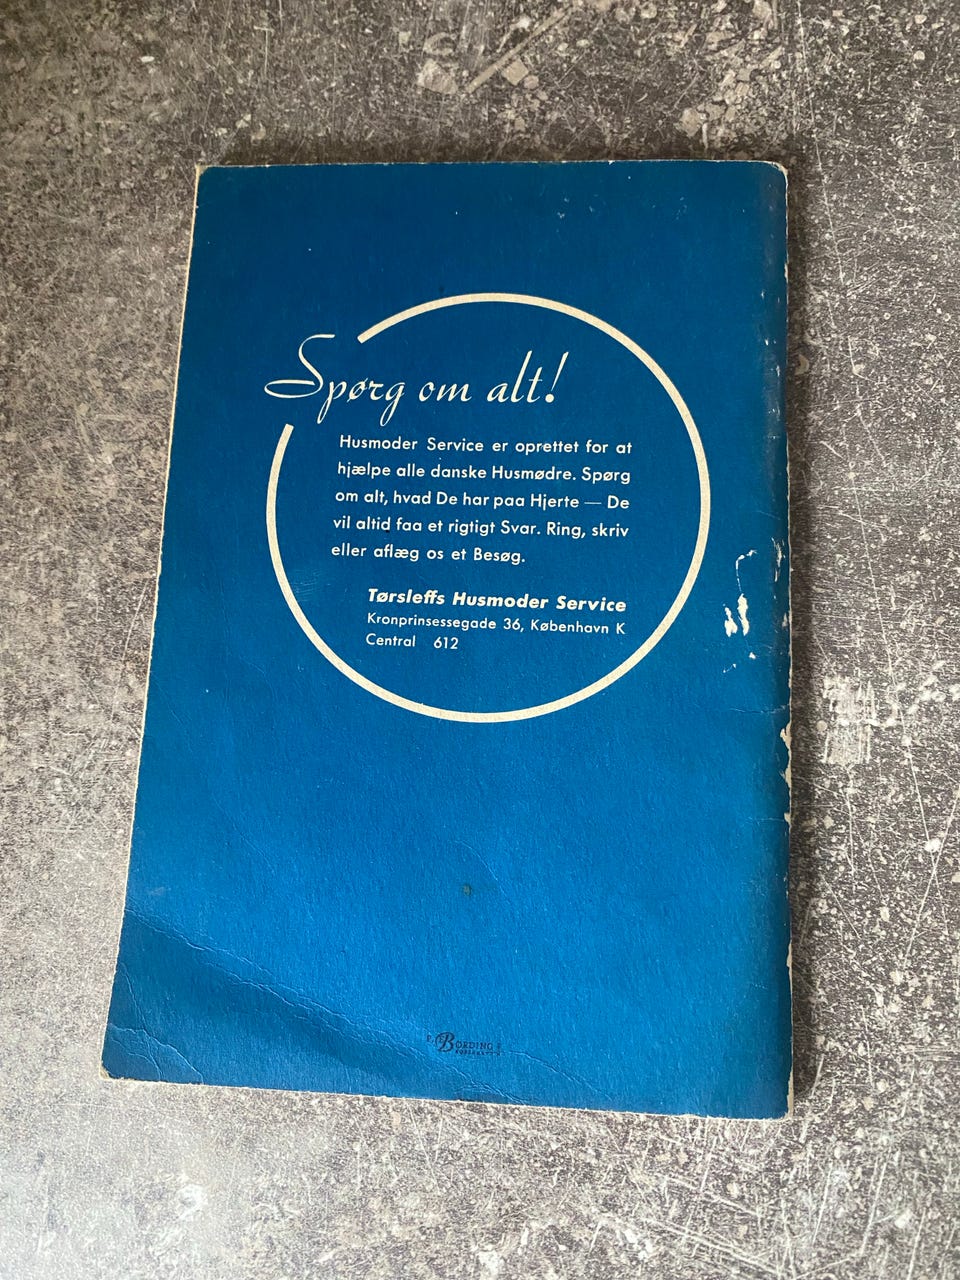 Spørg om alt!
Husmoder Service er oprettet for at
hjælpe alle danske Husmødre. Spørg
om alt, hvad De har paa Hjerte — De
vil altid faa et rigtigt Svar. Ring, skriv
eller aflæg os et Besøg.
Tørsleffs Husmoder Service
Kronprinsessegade 36, København K
Central 612
BORDING